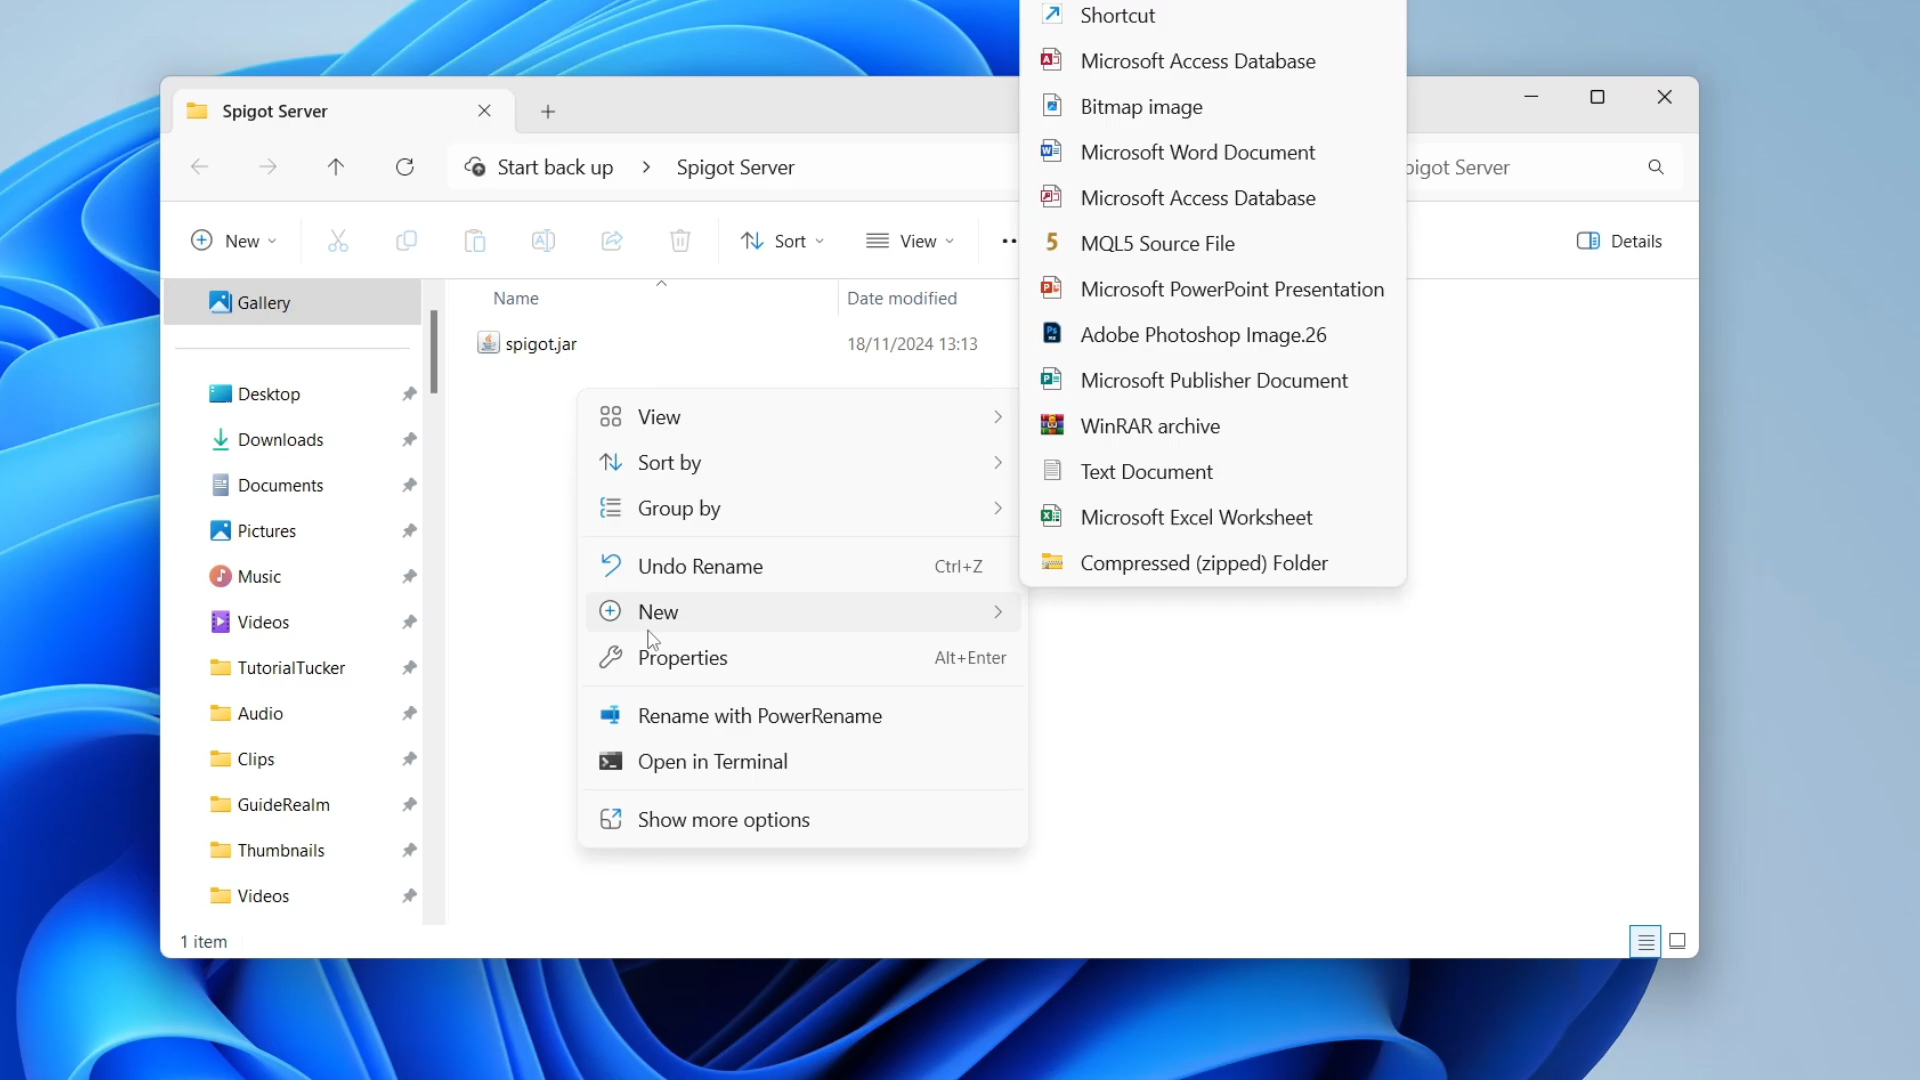 Spigot Server
Start back up > Spigot Server
pigot Server
New
Sort
View
Details
Gallery
Desktop
Downloads
Documents
Pictures
Music
Videos
TutorialTucker
Audio
Clips
GuideRealm
Thumbnails
Videos
1 item
Name
Date modified
spigot.jar
18/11/2024 13:13
View
Sort by
Group by
Undo Rename Ctrl+Z
New
Properties Alt+Enter
Rename with PowerRename
Open in Terminal
Show more options
Shortcut
Microsoft Access Database
Bitmap image
Microsoft Word Document
Microsoft Access Database
5 MQL5 Source File
Microsoft PowerPoint Presentation
Adobe Photoshop Image.26
Microsoft Publisher Document
WinRAR archive
Text Document
Microsoft Excel Worksheet
Compressed (zipped) Folder